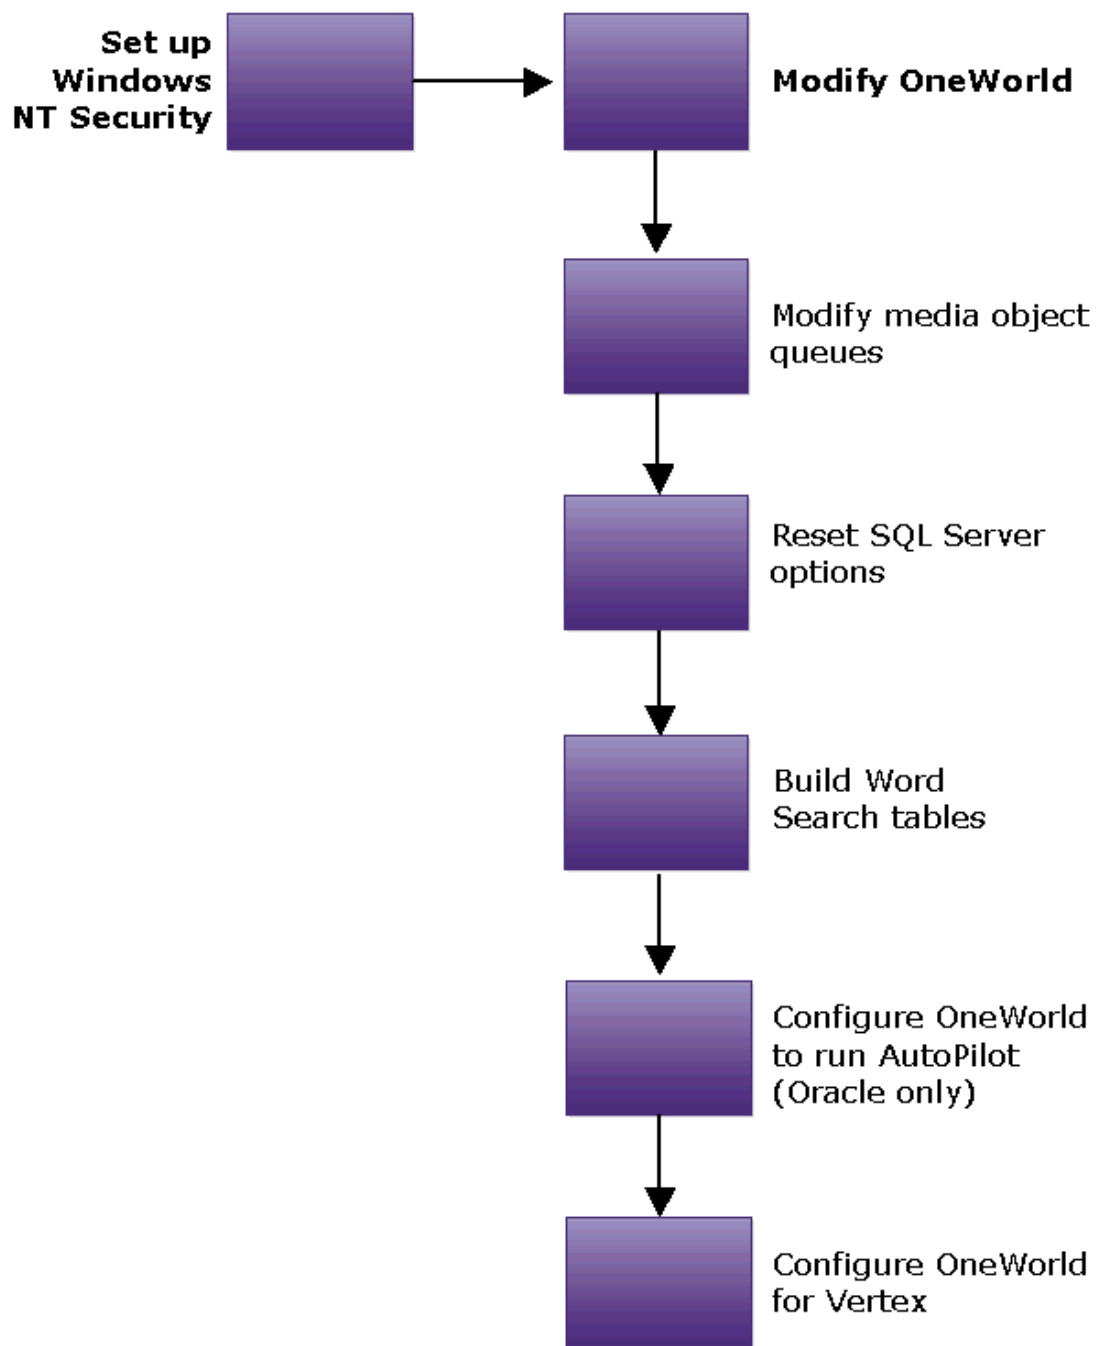 Set up
Windows
NT Security
Modify OneWorld
Modify media object
queues
Reset SQL Server
options
Build Word
Search tables
Configure OneWorld
to run AutoPilot
(Oracle only)
Configure OneWorld
for Vertex